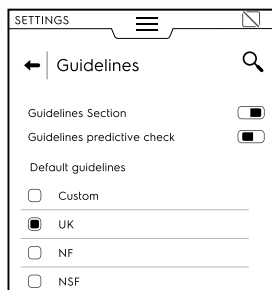 SETTINGS
Guidelines
Guidelines Section
Guidelines predictive check
Default guidelines
Custom
UK
NF
NSF